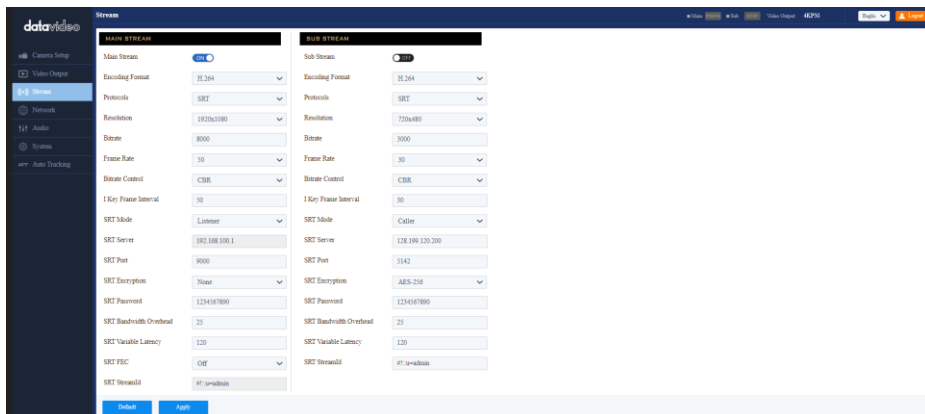 datavideo
Stream
Main
Sub
Video Output 4KP50
English
Logout
Camera Setup
Video Output
Stream
Network
Audio
System
Auto Tracking
MAIN STREAM
Main Stream ON
Encoding Format H.264
Protocols SRT
Resolution 1920x1080
Bitrate 8000
Frame Rate 50
Bitrate Control CBR
I Key Frame Interval 50
SRT Mode Listener
SRT Server 192.168.100.1
SRT Port 9000
SRT Encryption None
SRT Password 1234567890
SRT Bandwidth Overhead 25
SRT Variable Latency 120
SRT FEC Off
SRT StreamId #!::u=admin
SUB STREAM
Sub Stream OFF
Encoding Format H.264
Protocols SRT
Resolution 720x480
Bitrate 3000
Frame Rate 30
Bitrate Control CBR
I Key Frame Interval 30
SRT Mode Caller
SRT Server 128.199.120.200
SRT Port 5142
SRT Encryption AES-256
SRT Password 1234567890
SRT Bandwidth Overhead 25
SRT Variable Latency 120
SRT StreamId #!::u=admin
Default Apply